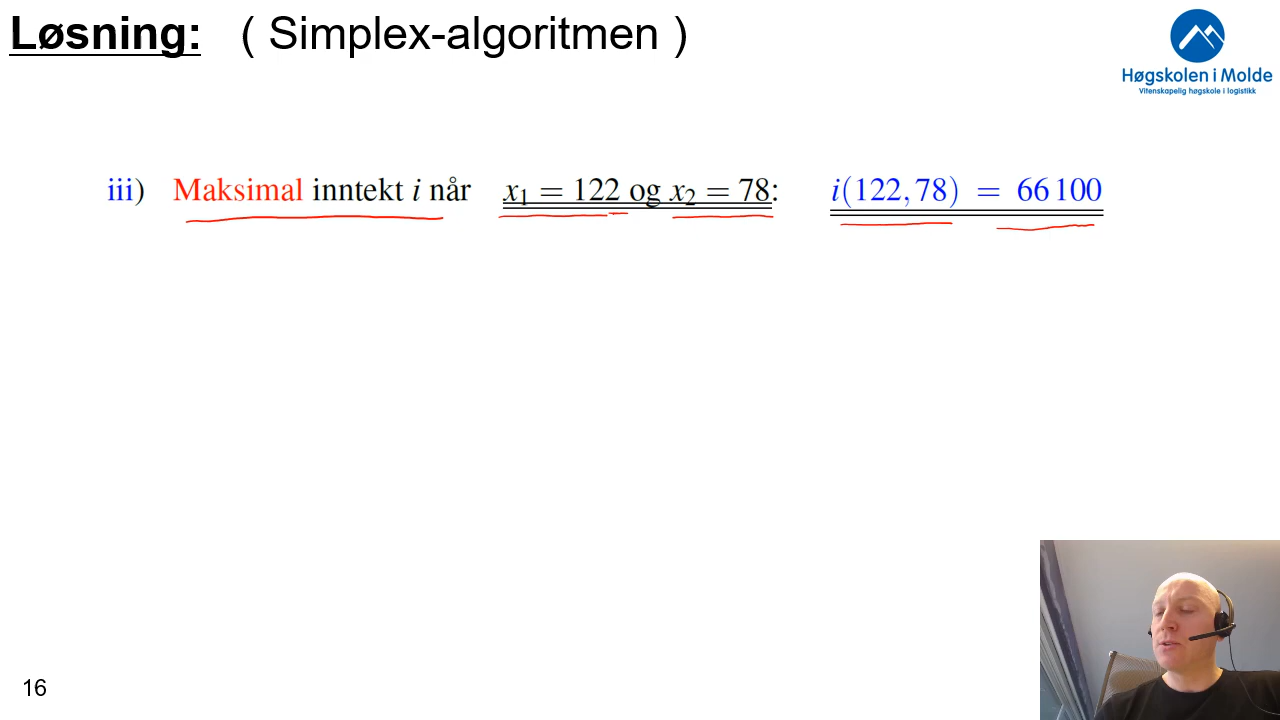 Løsning: ( Simplex-algoritmen )
Høgskolen i Molde
Vitenskapelig høgskole i logistikk
iii) Maksimal inntekt i når x₁ = 122 og x₂ = 78: i(122,78) = 66 100
16